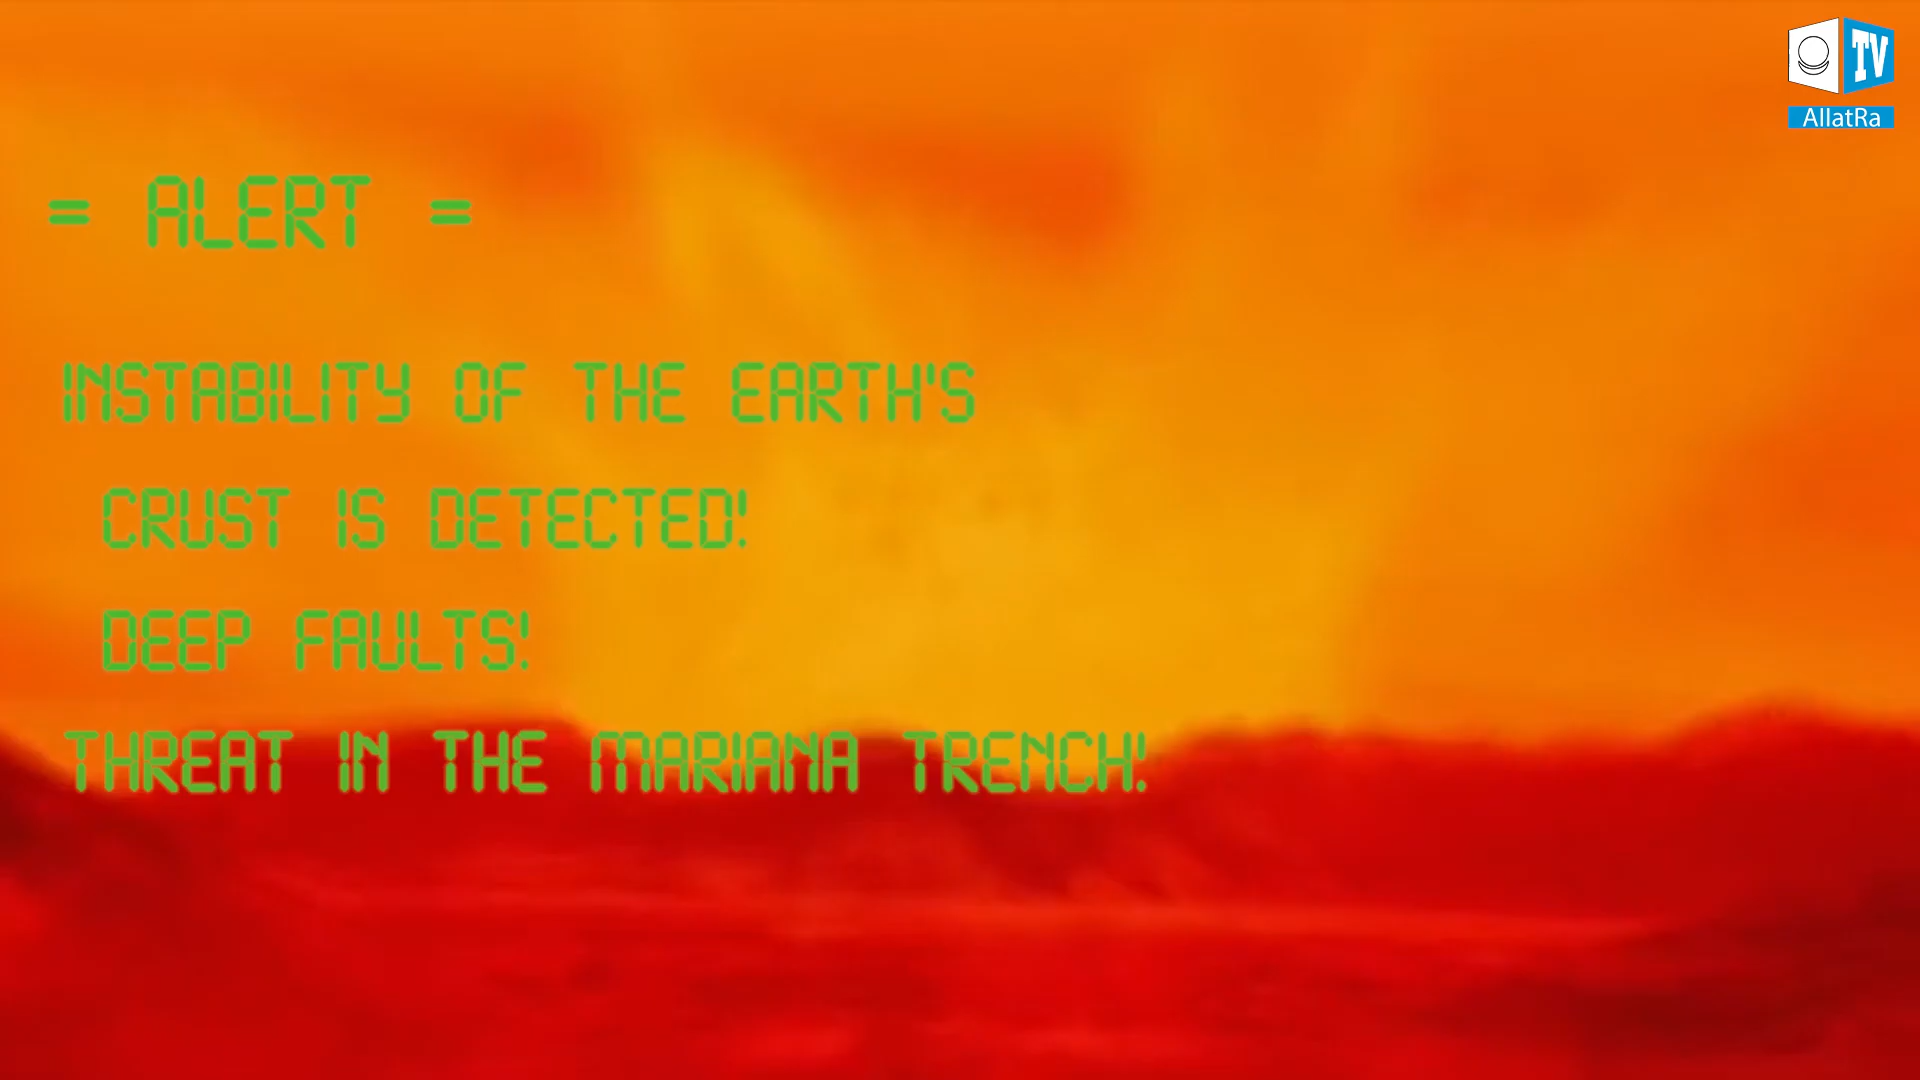 TV
AllatRa
= ALERT =
INSTABILITY OF THE EARTH'S
CRUST IS DETECTED!
DEEP FAULTS!
THREAT IN THE MARIANA TRENCH!